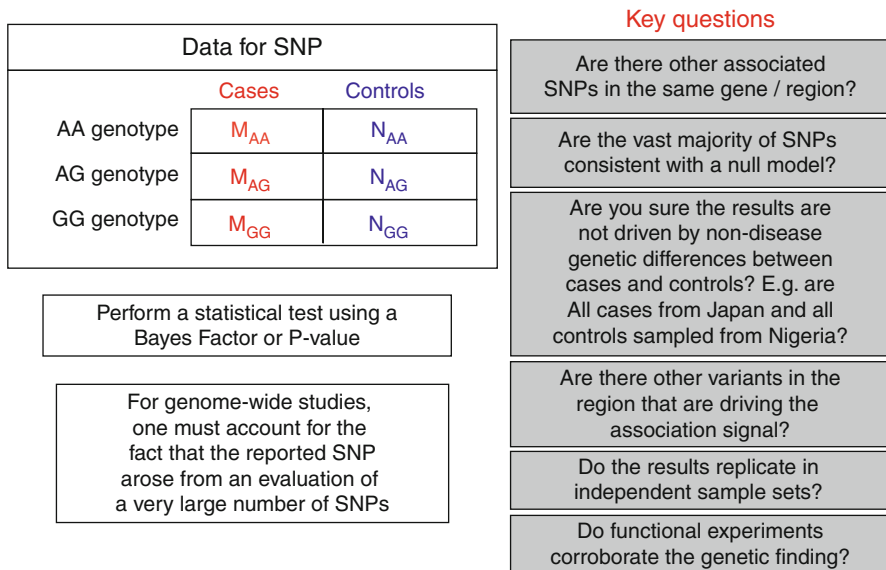 Data for SNP
Cases Controls
AA genotype M_AA N_AA
AG genotype M_AG N_AG
GG genotype M_GG N_GG
Perform a statistical test using a
Bayes Factor or P-value
For genome-wide studies,
one must account for the
fact that the reported SNP
arose from an evaluation of
a very large number of SNPs
Key questions
Are there other associated
SNPs in the same gene / region?
Are the vast majority of SNPs
consistent with a null model?
Are you sure the results are
not driven by non-disease
genetic differences between
cases and controls? E.g. are
All cases from Japan and all
controls sampled from Nigeria?
Are there other variants in the
region that are driving the
association signal?
Do the results replicate in
independent sample sets?
Do functional experiments
corroborate the genetic finding?